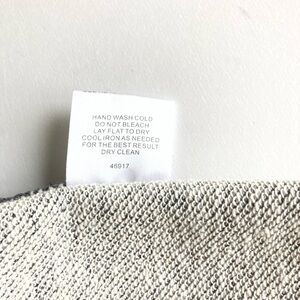 HAND WASH COLD
DO NOT BLEACH
LAY FLAT TO DRY
COOL IRON AS NEEDED
FOR THE BEST RESULT
DRY CLEAN
46917